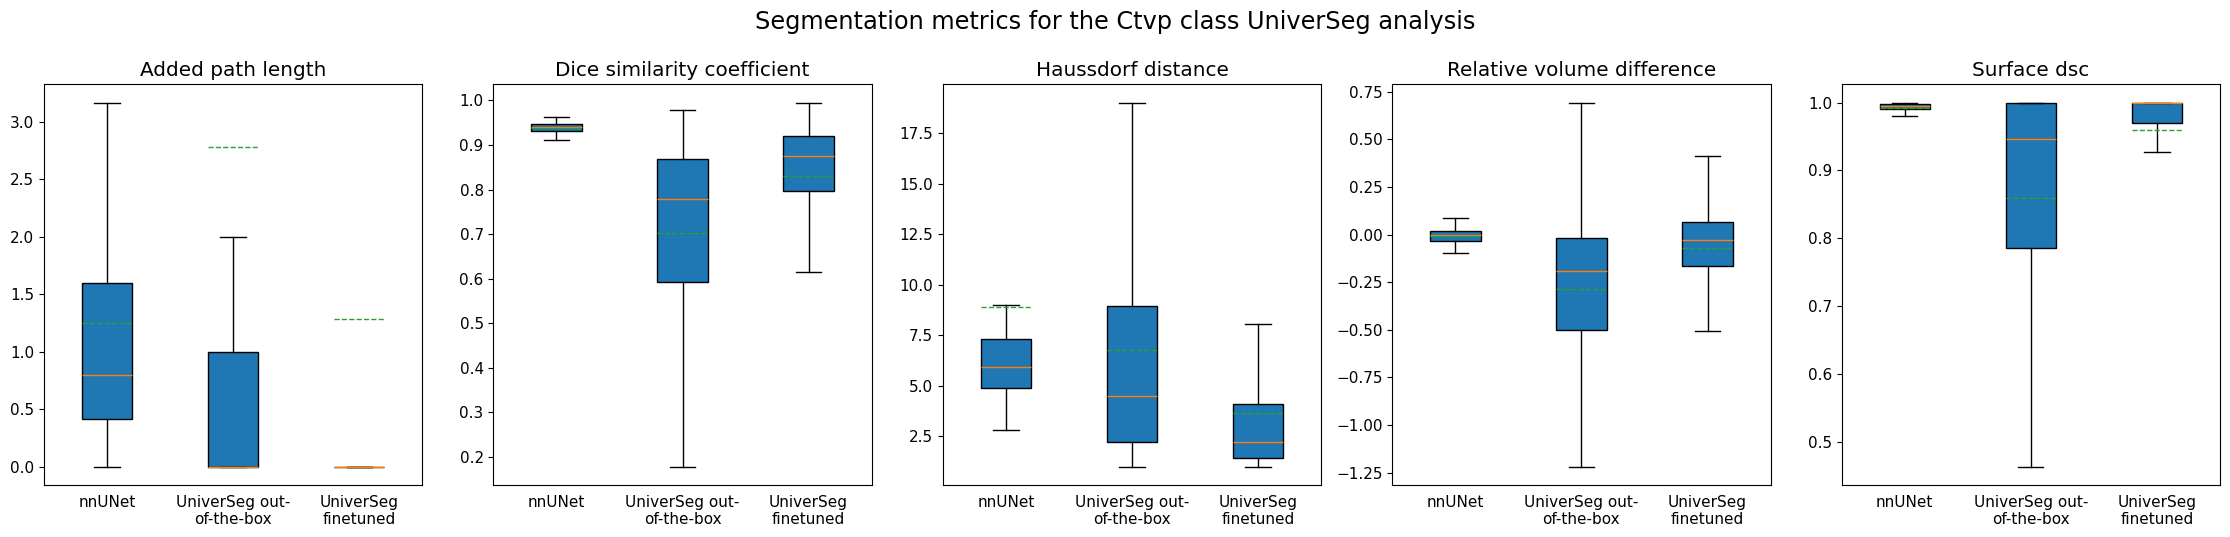 Segmentation metrics for the Ctvp class UniverSeg analysis
Added path length
3.0
2.5
2.0
1.5
1.0
0.5
0.0
nnUNet
UniverSeg out-
of-the-box
UniverSeg
finetuned
Dice similarity coefficient
1.0
0.9
0.8
0.7
0.6
0.5
0.4
0.3
0.2
nnUNet
UniverSeg out-
of-the-box
UniverSeg
finetuned
Haussdorf distance
17.5
15.0
12.5
10.0
7.5
5.0
2.5
nnUNet
UniverSeg out-
of-the-box
UniverSeg
finetuned
Relative volume difference
0.75
0.50
0.25
0.00
−0.25
−0.50
−0.75
−1.00
−1.25
nnUNet
UniverSeg out-
of-the-box
UniverSeg
finetuned
Surface dsc
1.0
0.9
0.8
0.7
0.6
0.5
nnUNet
UniverSeg out-
of-the-box
UniverSeg
finetuned